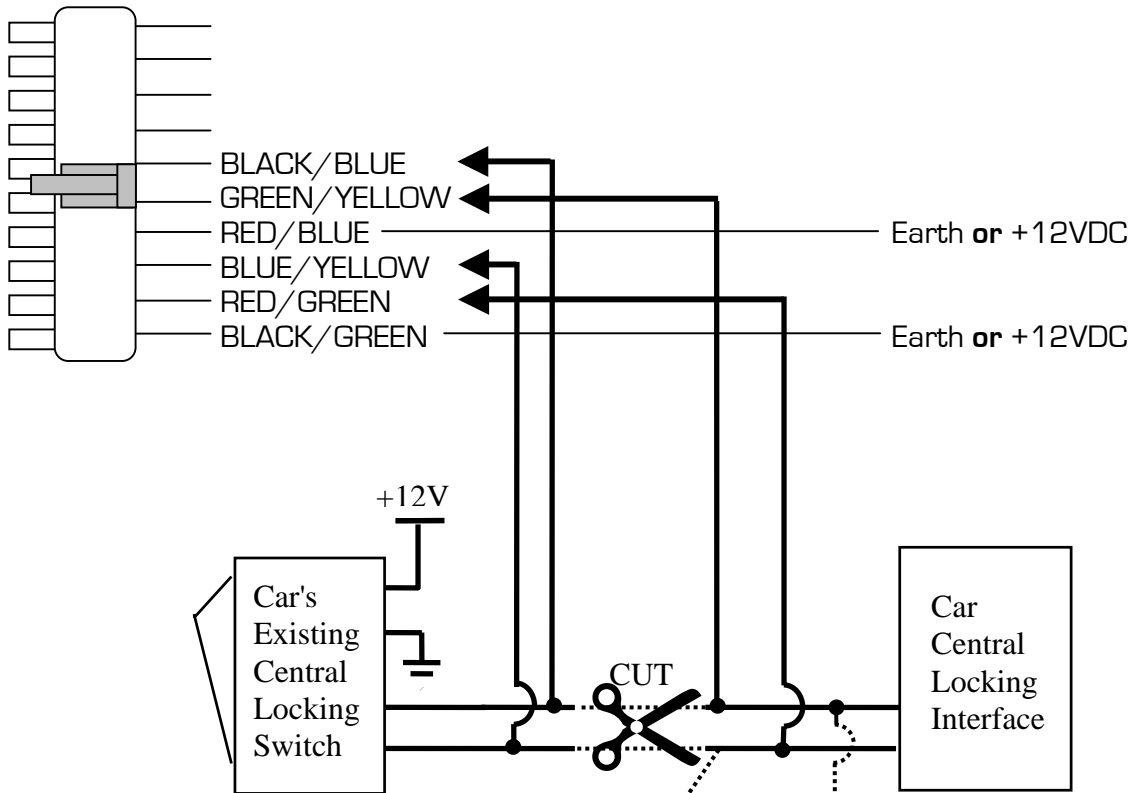 BLACK/BLUE
GREEN/YELLOW
RED/BLUE
Earth or +12VDC
BLUE/YELLOW
RED/GREEN
BLACK/GREEN
Earth or +12VDC
+12V
Car's
Existing
Central
Locking
Switch
CUT
Car
Central
Locking
Interface